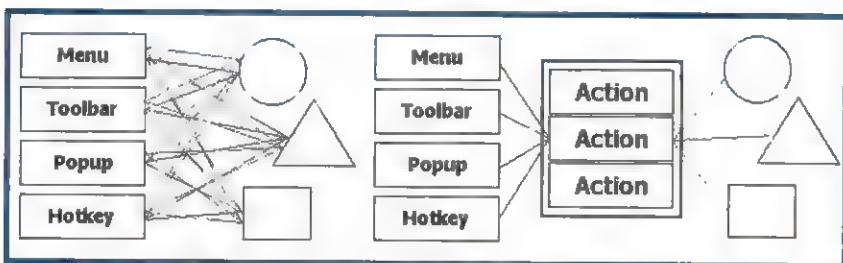 Menu
Toolbar
Popup
Hotkey
Menu
Toolbar
Popup
Hotkey
Action
Action
Action